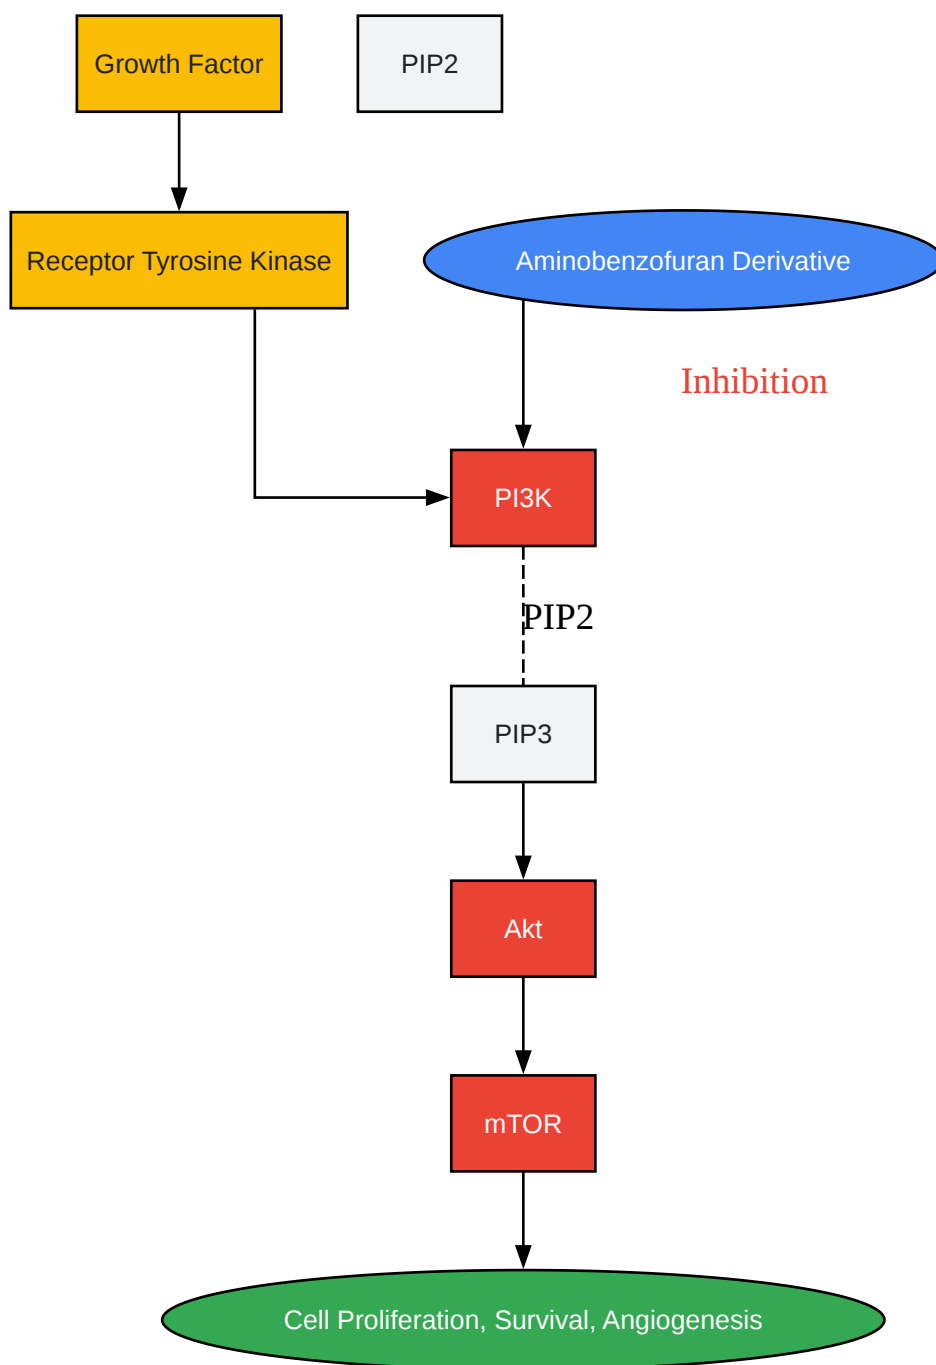 Growth Factor
PIP2
Receptor Tyrosine Kinase
Aminobenzofuran Derivative
Inhibition
PI3K
PIP2
PIP3
Akt
mTOR
Cell Proliferation, Survival, Angiogenesis